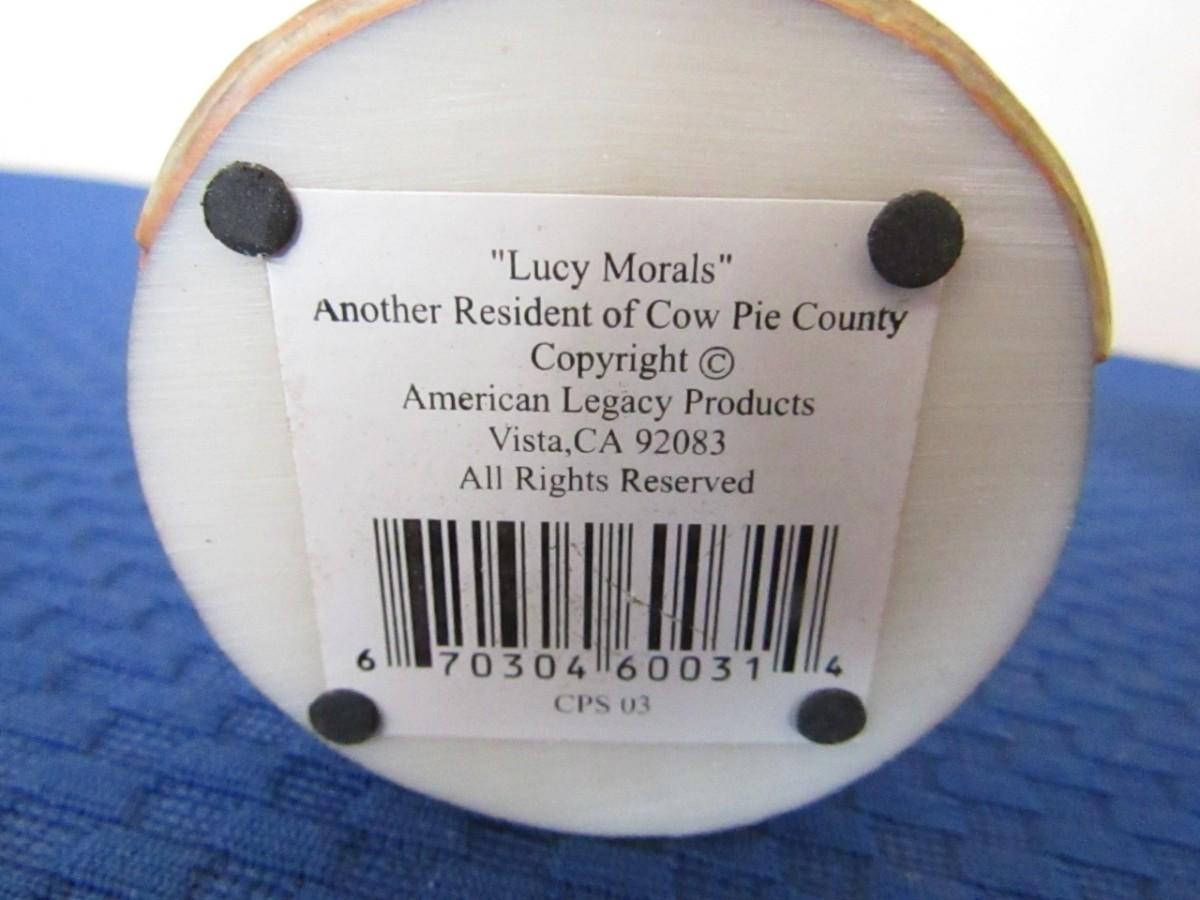 "Lucy Morals"
Another Resident of Cow Pie County
Copyright ©
American Legacy Products
Vista,CA 92083
All Rights Reserved
6 70304 60031 4
CPS 03